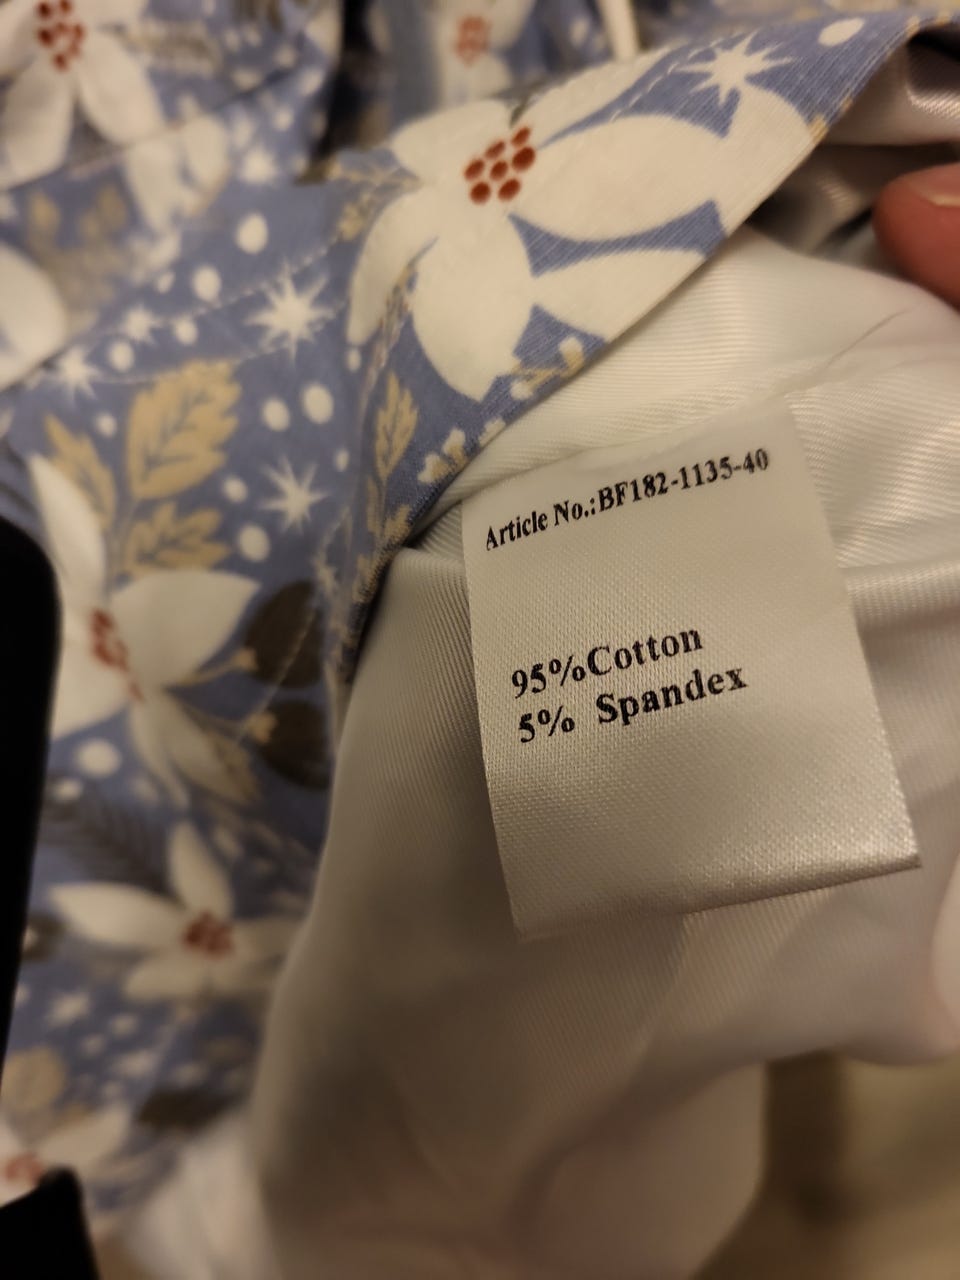 Article No.:BF182-1135-40
95%Cotton
5% Spandex